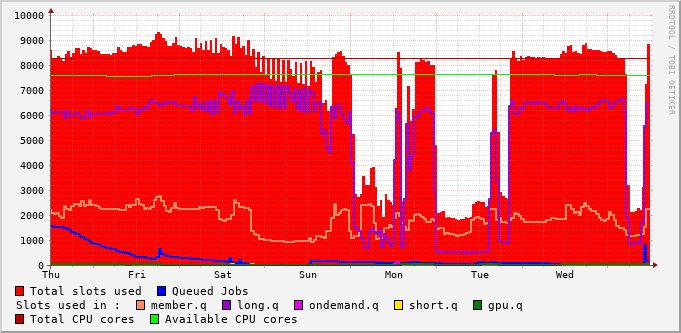 10000
9000
8000
7000
6000
5000
4000
3000
2000
1000
0
Thu Fri Sat Sun Mon Tue Wed
RRDTOOL / TOBI OETIKER
Total slots used Queued Jobs
Slots used in : member.q long.q ondemand.q short.q gpu.q
Total CPU cores Available CPU cores